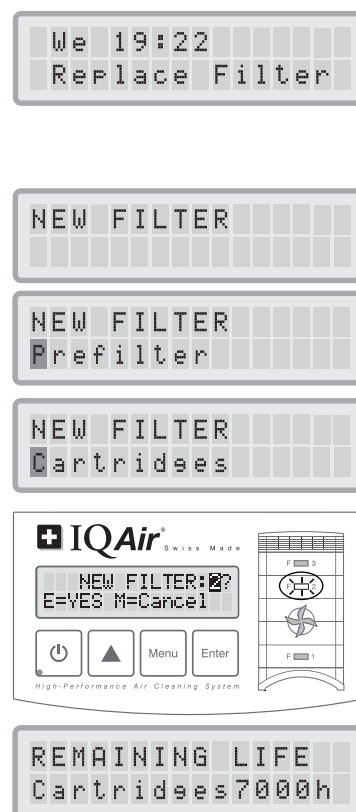 We 19:22
Replace Filter
NEW FILTER
NEW FILTER
Prefilter
NEW FILTER
Cartridges
IQAir® Swiss Made
NEW FILTER:2?
E=YES M=Cancel
F 3
F 2
F 1
Menu Enter
High-Performance Air Cleaning System
REMAINING LIFE
Cartridges7000h